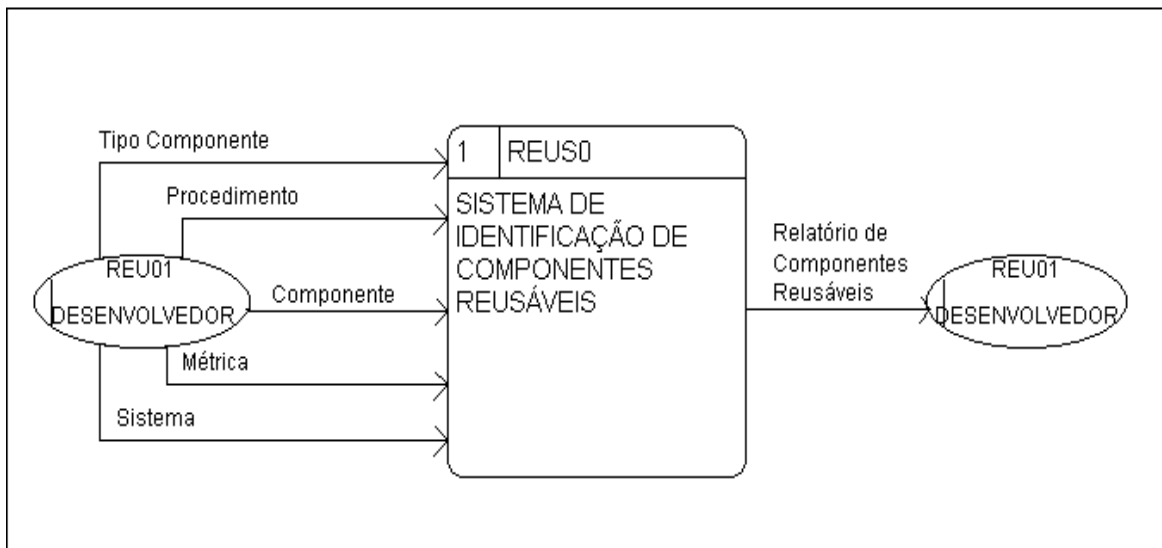 Tipo Componente
Procedimento
REU01
DESENVOLVEDOR
Componente
Métrica
Sistema
1 REUS0
SISTEMA DE
IDENTIFICAÇÃO DE
COMPONENTES
REUSÁVEIS
Relatório de
Componentes
Reusáveis
REU01
DESENVOLVEDOR